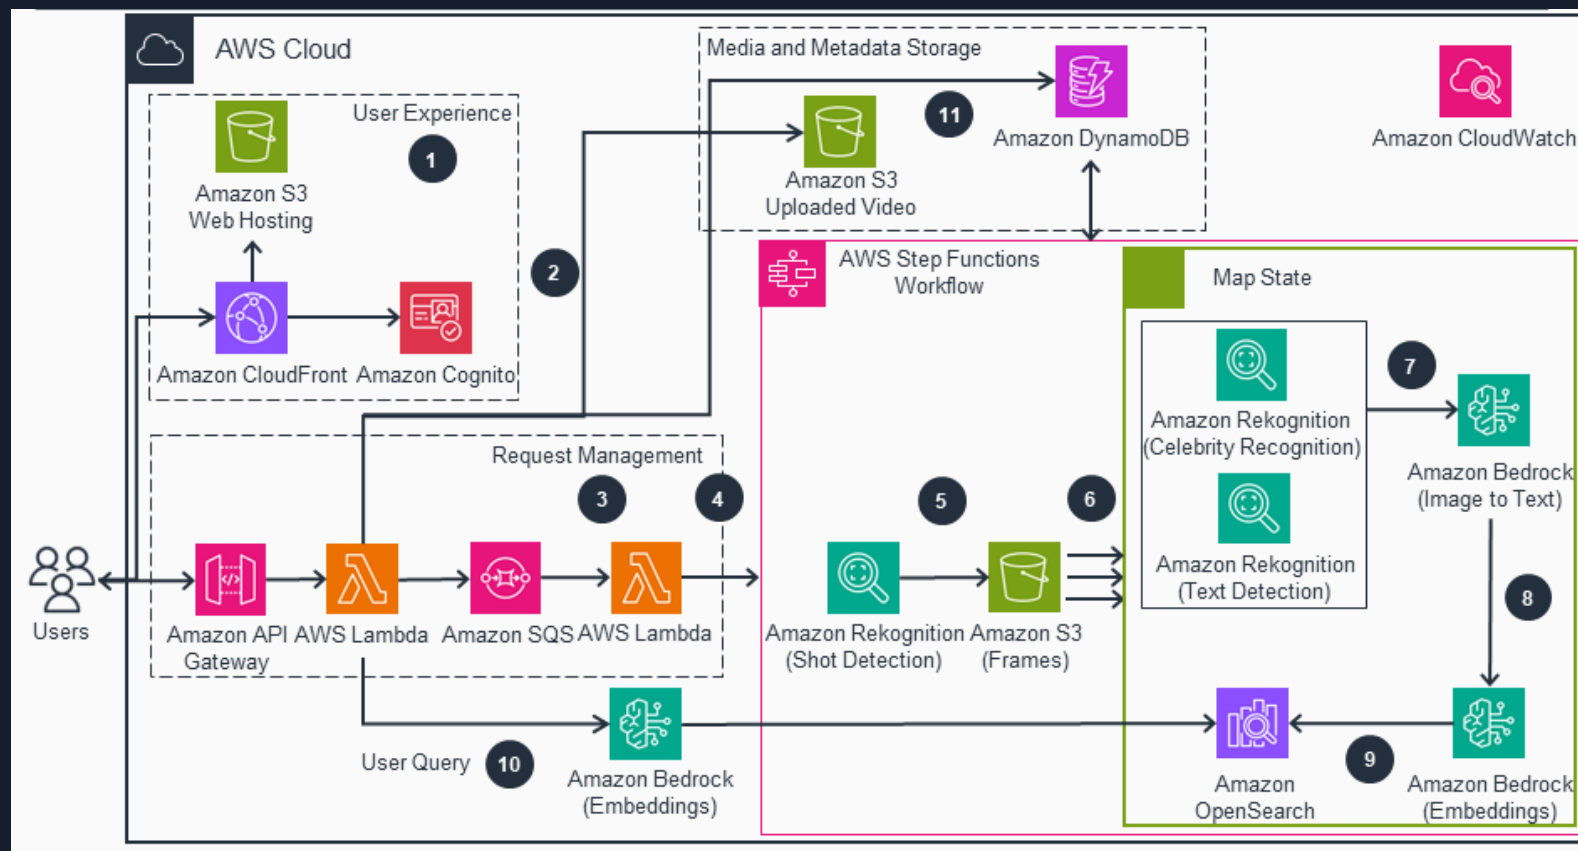 AWS Cloud
User Experience
1
Amazon S3
Web Hosting
Amazon CloudFront
Amazon Cognito
2
Media and Metadata Storage
Amazon S3
Uploaded Video
11
Amazon DynamoDB
Amazon CloudWatch
Request Management
3
4
Users
Amazon API
Gateway
AWS Lambda
Amazon SQS
AWS Lambda
User Query
10
Amazon Bedrock
(Embeddings)
AWS Step Functions
Workflow
5
6
Amazon Rekognition
(Shot Detection)
Amazon S3
(Frames)
Map State
Amazon Rekognition
(Celebrity Recognition)
Amazon Rekognition
(Text Detection)
7
Amazon Bedrock
(Image to Text)
8
Amazon
OpenSearch
9
Amazon Bedrock
(Embeddings)